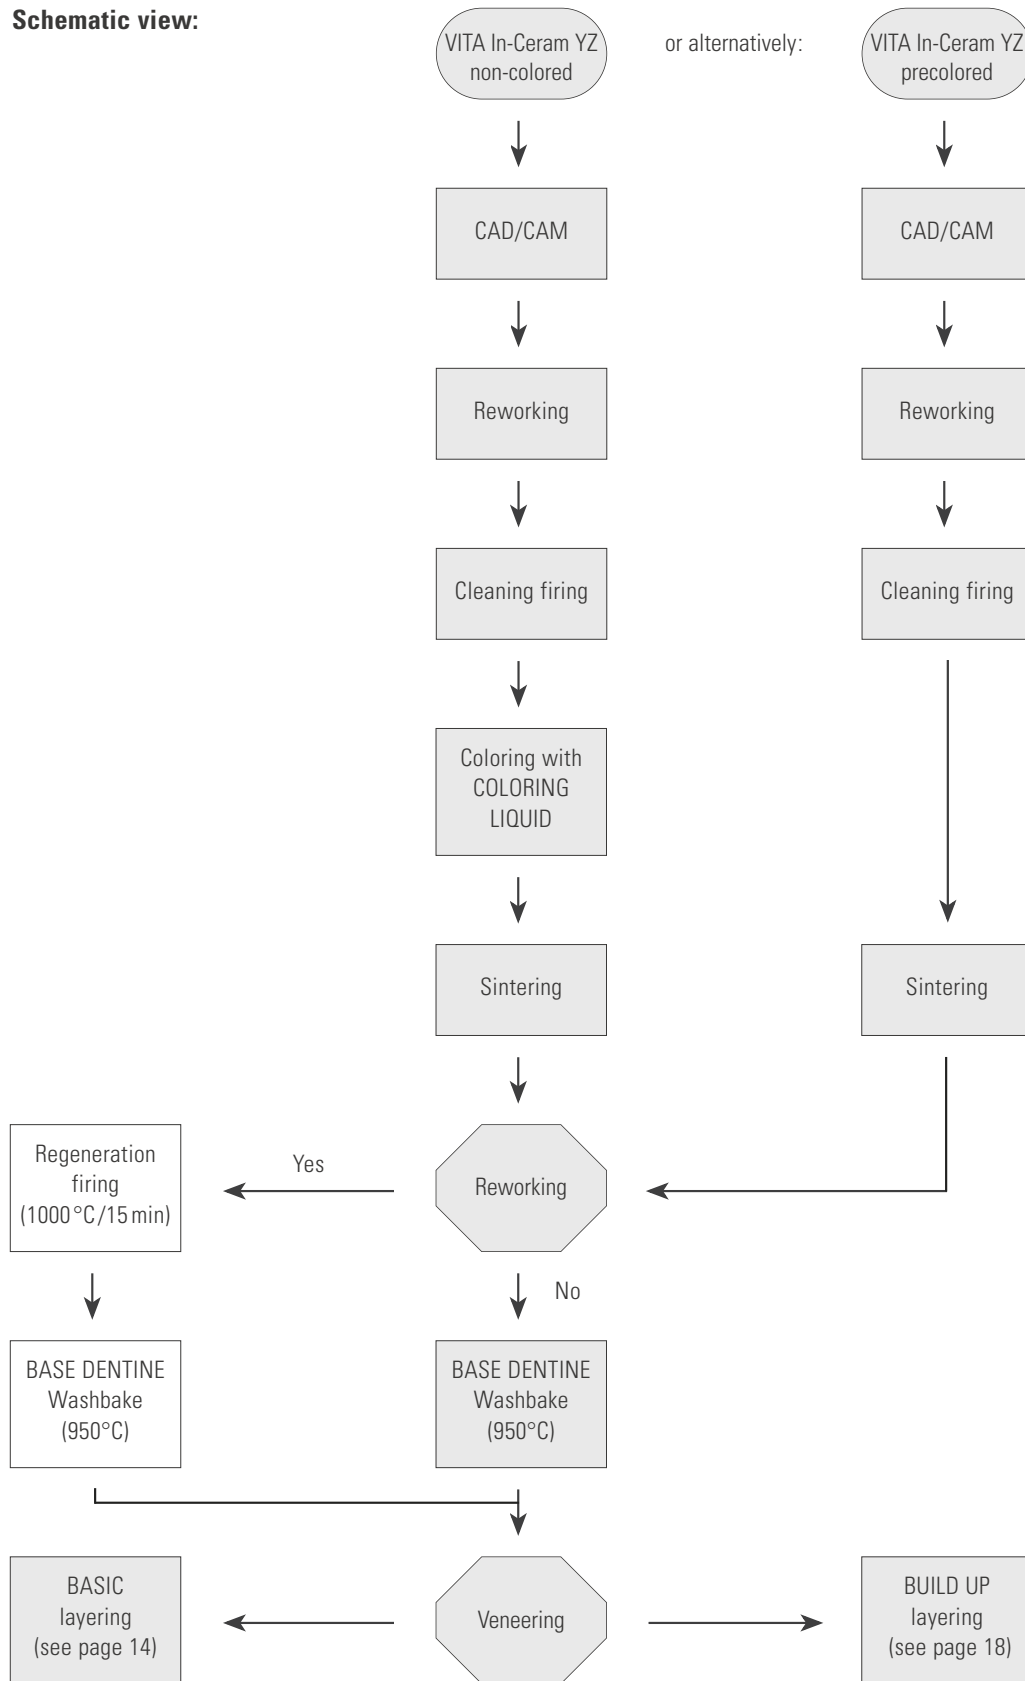 Schematic view:
VITA In-Ceram YZ
non-colored
or alternatively:
VITA In-Ceram YZ
precolored
CAD/CAM
CAD/CAM
Reworking
Reworking
Cleaning firing
Cleaning firing
Coloring with
COLORING
LIQUID
Sintering
Sintering
Regeneration
firing
(1000°C/15 min)
Yes
Reworking
No
BASE DENTINE
Washbake
(950°C)
BASE DENTINE
Washbake
(950°C)
BASIC
layering
(see page 14)
Veneering
BUILD UP
layering
(see page 18)